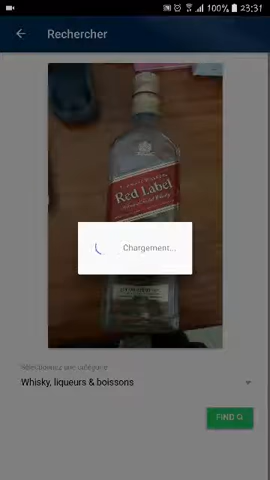 100% 23:31
Rechercher
Red Label
Chargement...
Sélectionnez une catégorie
Whisky, liqueurs & boissons
FIND G